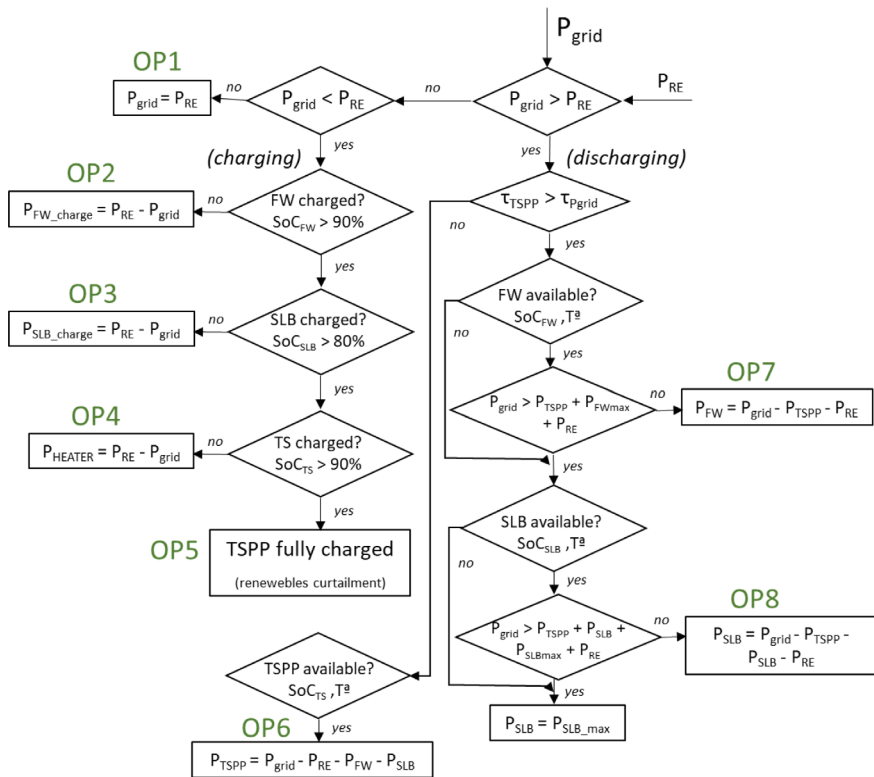 P_grid
OP1
P_grid = P_RE
no
P_grid < P_RE
no
P_grid > P_RE
P_RE
yes
(charging)
yes
(discharging)
OP2
P_FW_charge = P_RE - P_grid
no
FW charged?
SoC_FW > 90%
τ_TSPP > τ_Pgrid
no
yes
yes
OP3
P_SLB_charge = P_RE - P_grid
no
SLB charged?
SoC_SLB > 80%
FW available?
SoC_FW ,Tª
no
yes
yes
OP4
P_HEATER = P_RE - P_grid
no
TS charged?
SoC_TS > 90%
P_grid > P_TSPP + P_FWmax
+ P_RE
no
OP7
P_FW = P_grid - P_TSPP - P_RE
yes
yes
OP5
TSPP fully charged
(renewebles curtailment)
SLB available?
SoC_SLB ,Tª
no
yes
P_grid > P_TSPP + P_SLB +
P_SLBmax + P_RE
no
OP8
P_SLB = P_grid - P_TSPP -
P_SLB - P_RE
yes
P_SLB = P_SLB_max
TSPP available?
SoC_TS ,Tª
yes
OP6
P_TSPP = P_grid - P_RE - P_FW - P_SLB